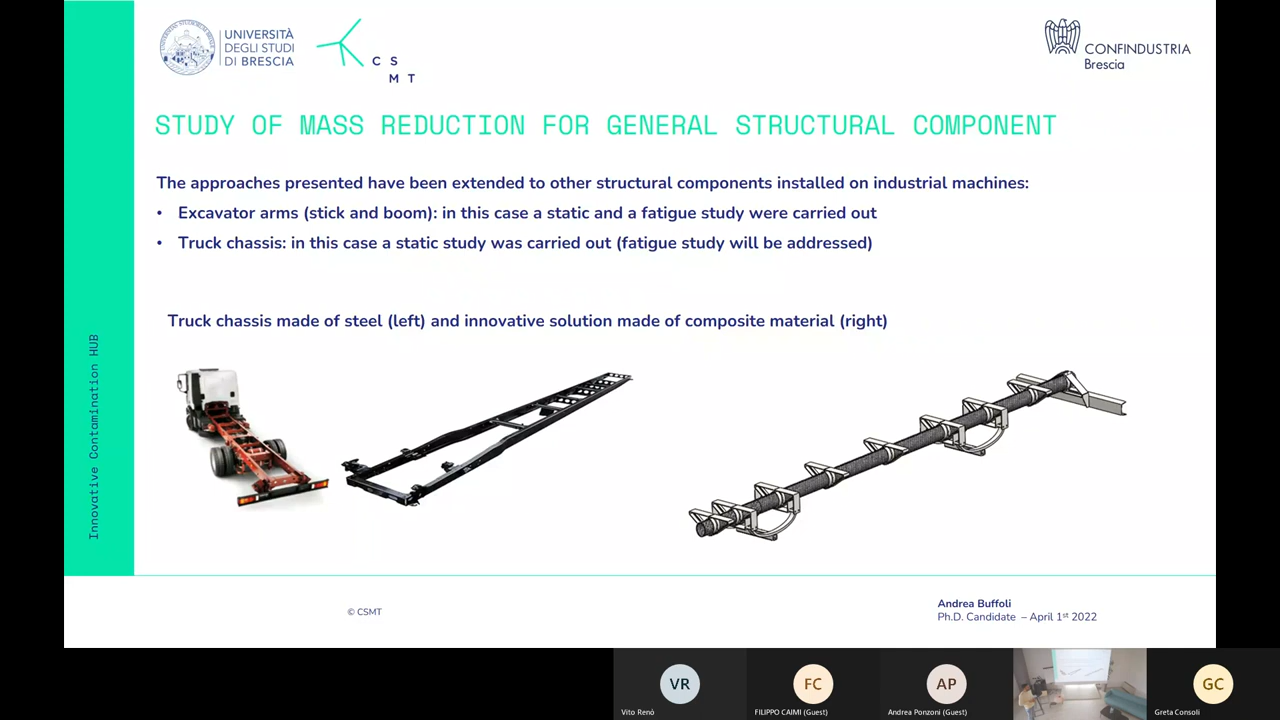 UNIVERSITÀ
DEGLI STUDI
DI BRESCIA
C S
M T
CONFINDUSTRIA
Brescia
STUDY OF MASS REDUCTION FOR GENERAL STRUCTURAL COMPONENT
The approaches presented have been extended to other structural components installed on industrial machines:
• Excavator arms (stick and boom): in this case a static and a fatigue study were carried out
• Truck chassis: in this case a static study was carried out (fatigue study will be addressed)
Truck chassis made of steel (left) and innovative solution made of composite material (right)
Innovative Contamination HUB
© CSMT
Andrea Buffoli
Ph.D. Candidate – April 1st 2022
VR
FC
AP
GC
Vito Renò
FILIPPO CAIMI (Guest)
Andrea Ponzoni (Guest)
Greta Consoli